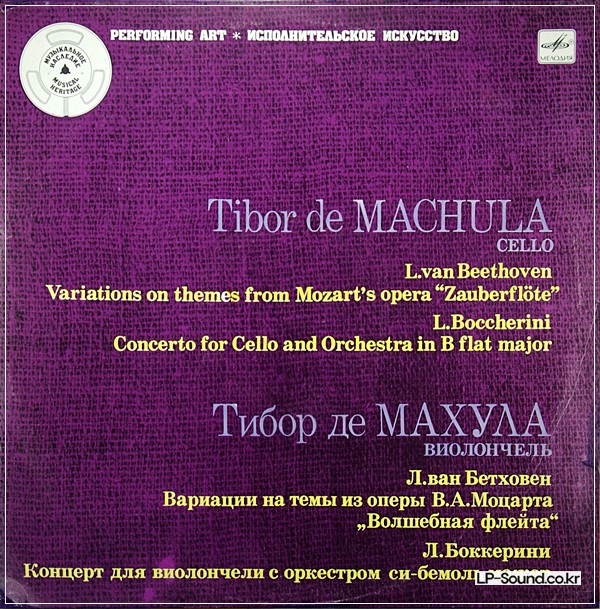 PERFORMING ART * ИСПОЛНИТЕЛЬСКОЕ ИСКУССТВО
МУЗЫКАЛЬНОЕ НАСЛЕДИЕ
MUSICAL HERITAGE
МЕЛОДИЯ
Tibor de MACHULA
CELLO
L.van Beethoven
Variations on themes from Mozart's opera "Zauberflöte"
L.Boccherini
Concerto for Cello and Orchestra in B flat major
Тибор де МАХУЛА
ВИОЛОНЧЕЛЬ
Л.ван Бетховен
Вариации на темы из оперы В.А.Моцарта
„Волшебная флейта“
Л.Боккерини
Концерт для виолончели с оркестром
LP-Sound.co.kr